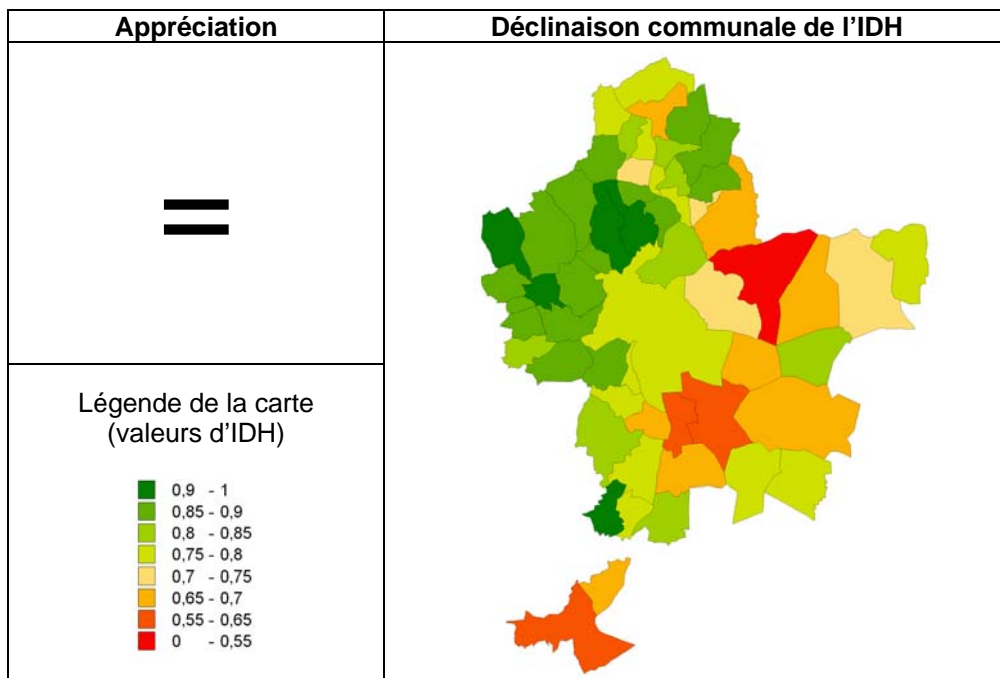 Appréciation
Déclinaison communale de l'IDH
=
Légende de la carte
(valeurs d'IDH)
0,9 - 1
0,85 - 0,9
0,8 - 0,85
0,75 - 0,8
0,7 - 0,75
0,65 - 0,7
0,55 - 0,65
0 - 0,55